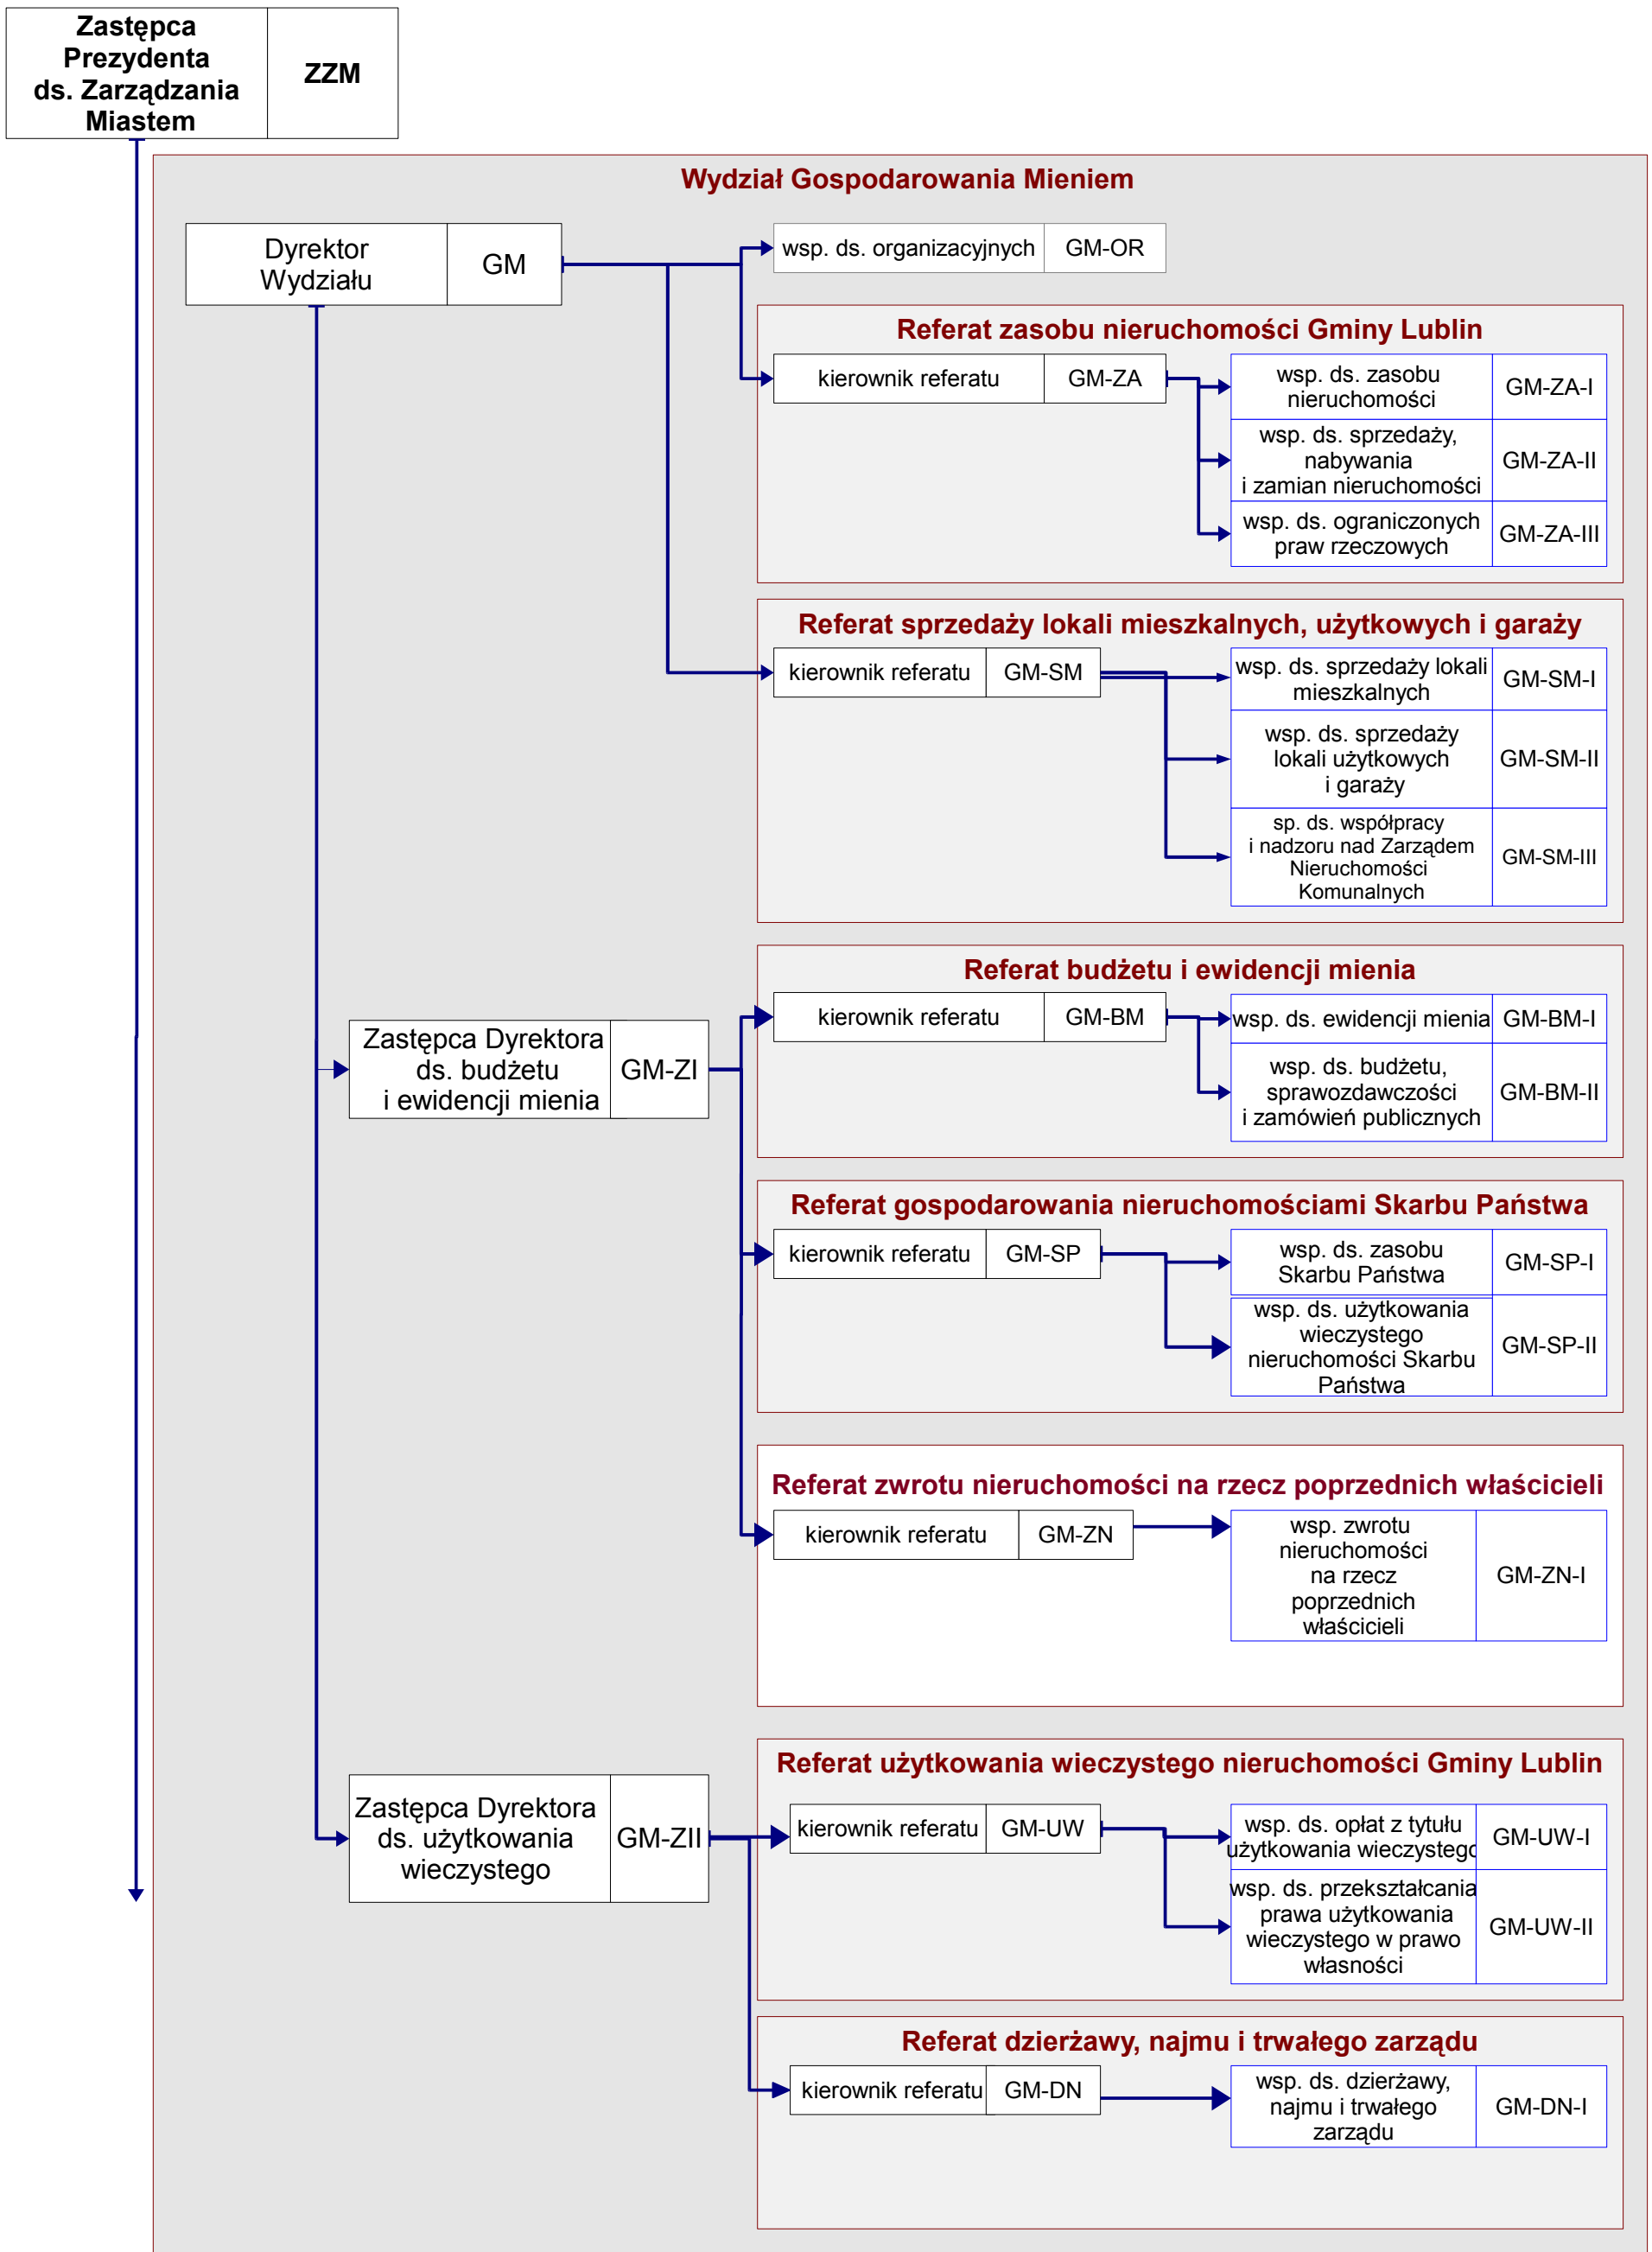 Zastępca
Prezydenta
ds. Zarządzania
Miastem
ZZM
Wydział Gospodarowania Mieniem
Dyrektor
Wydziału
GM
wsp. ds. organizacyjnych
GM-OR
Referat zasobu nieruchomości Gminy Lublin
kierownik referatu
GM-ZA
wsp. ds. zasobu
nieruchomości
GM-ZA-I
wsp. ds. sprzedaży,
nabywania
i zamian nieruchomości
GM-ZA-II
wsp. ds. ograniczonych
praw rzeczowych
GM-ZA-III
Referat sprzedaży lokali mieszkalnych, użytkowych i garaży
kierownik referatu
GM-SM
wsp. ds. sprzedaży lokali
mieszkalnych
GM-SM-I
wsp. ds. sprzedaży
lokali użytkowych
i garaży
GM-SM-II
sp. ds. współpracy
i nadzoru nad Zarządem
Nieruchomości
Komunalnych
GM-SM-III
Referat budżetu i ewidencji mienia
kierownik referatu
GM-BM
wsp. ds. ewidencji mienia
GM-BM-I
wsp. ds. budżetu,
sprawozdawczości
i zamówień publicznych
GM-BM-II
Zastępca Dyrektora
ds. budżetu
i ewidencji mienia
GM-ZI
Referat gospodarowania nieruchomościami Skarbu Państwa
kierownik referatu
GM-SP
wsp. ds. zasobu
Skarbu Państwa
GM-SP-I
wsp. ds. użytkowania
wieczystego
nieruchomości Skarbu
Państwa
GM-SP-II
Referat zwrotu nieruchomości na rzecz poprzednich właścicieli
kierownik referatu
GM-ZN
wsp. zwrotu
nieruchomości
na rzecz
poprzednich
właścicieli
GM-ZN-I
Referat użytkowania wieczystego nieruchomości Gminy Lublin
Zastępca Dyrektora
ds. użytkowania
wieczystego
GM-ZII
kierownik referatu
GM-UW
wsp. ds. opłat z tytułu
użytkowania wieczystego
GM-UW-I
wsp. ds. przekształcania
prawa użytkowania
wieczystego w prawo
własności
GM-UW-II
Referat dzierżawy, najmu i trwałego zarządu
kierownik referatu
GM-DN
wsp. ds. dzierżawy,
najmu i trwałego
zarządu
GM-DN-I